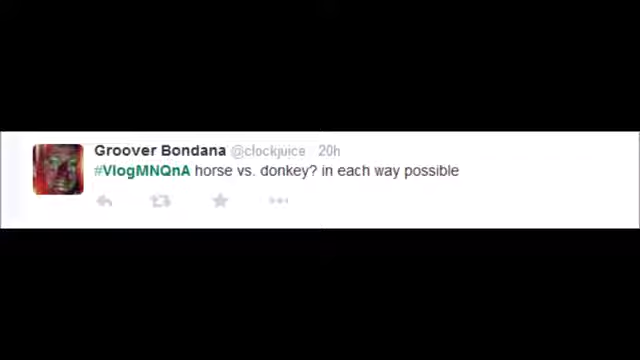 Groover Bondana @clockjuice 20h
#VlogMNQnA horse vs. donkey? in each way possible